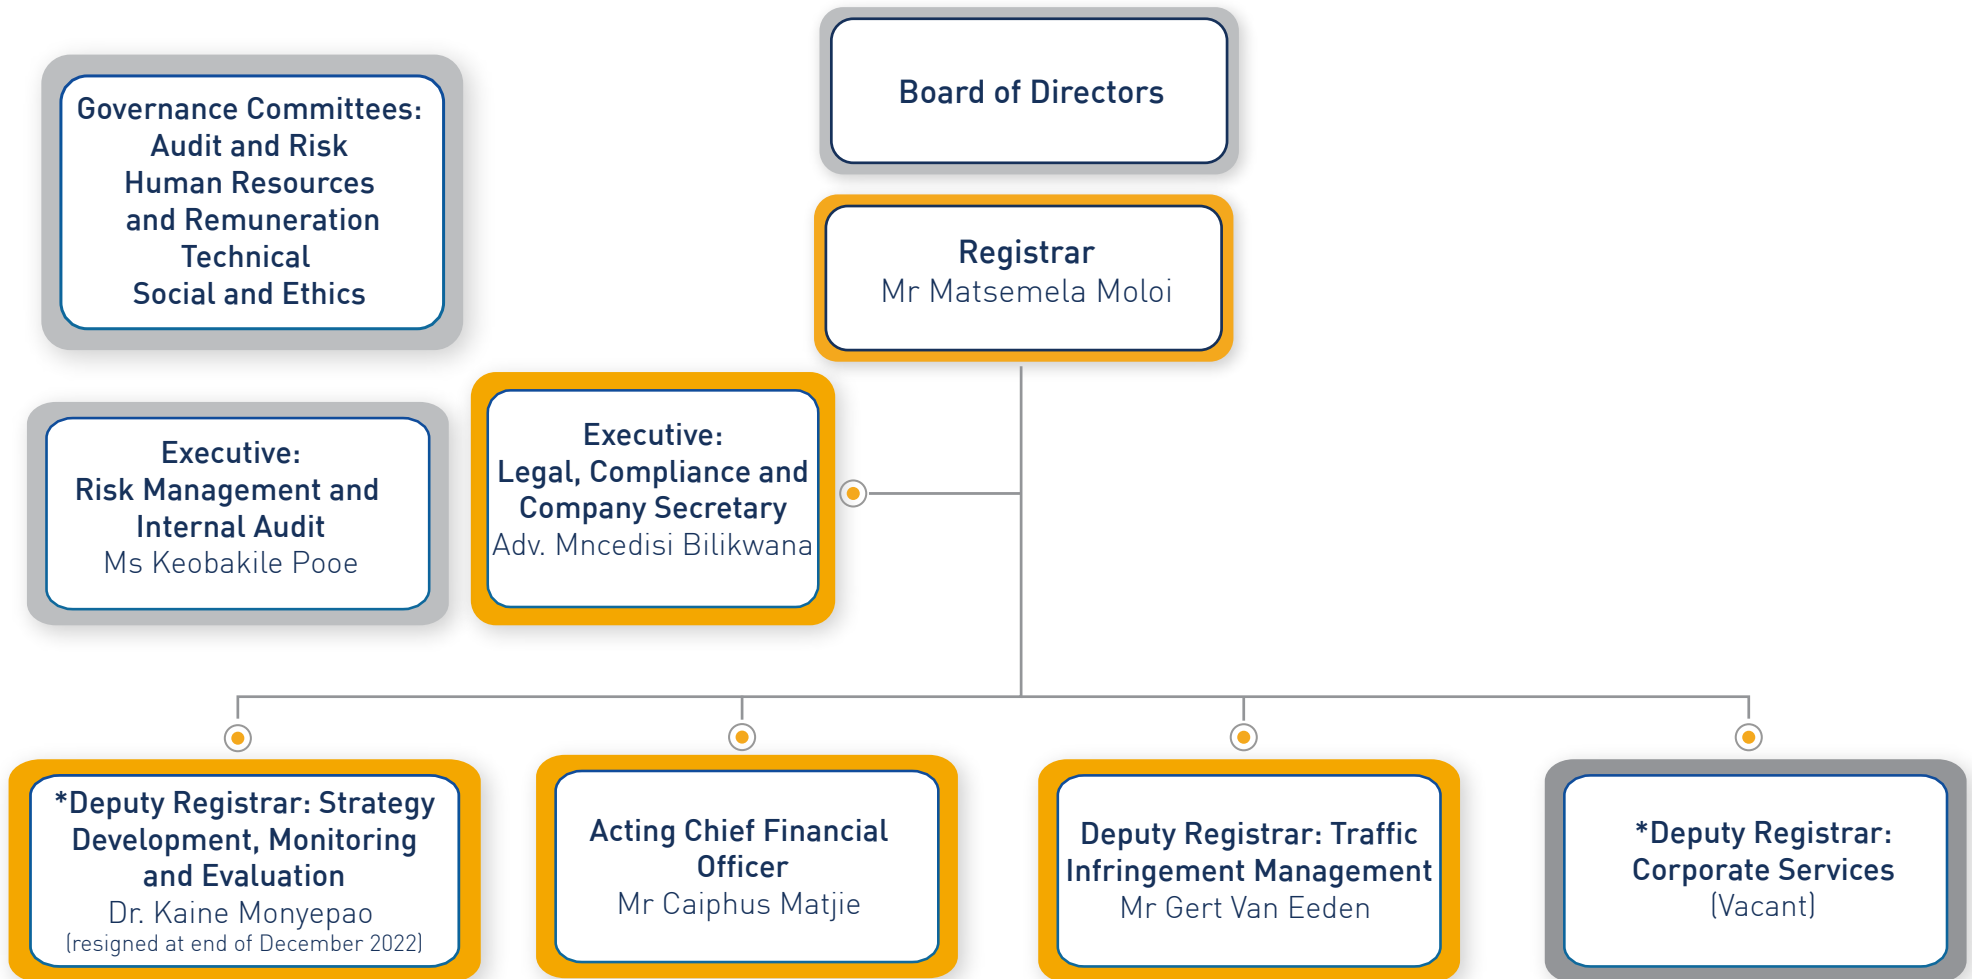 Board of Directors
Governance Committees:
Audit and Risk
Human Resources
and Remuneration
Technical
Social and Ethics
Registrar
Mr Matsemela Moloi
Executive:
Risk Management and
Internal Audit
Ms Keobakile Pooe
Executive:
Legal, Compliance and
Company Secretary
Adv. Mncedisi Bilikwana
*Deputy Registrar: Strategy
Development, Monitoring
and Evaluation
Dr. Kaine Monyepao
(resigned at end of December 2022)
Acting Chief Financial
Officer
Mr Caiphus Matjie
Deputy Registrar: Traffic
Infringement Management
Mr Gert Van Eeden
*Deputy Registrar:
Corporate Services
(Vacant)